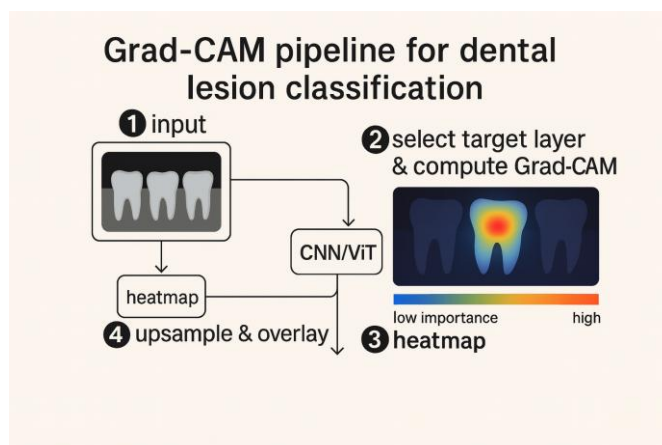 Grad-CAM pipeline for dental
lesion classification
1 input
2 select target layer
& compute Grad-CAM
CNN/ViT
heatmap
low importance high
4 upsample & overlay
3 heatmap